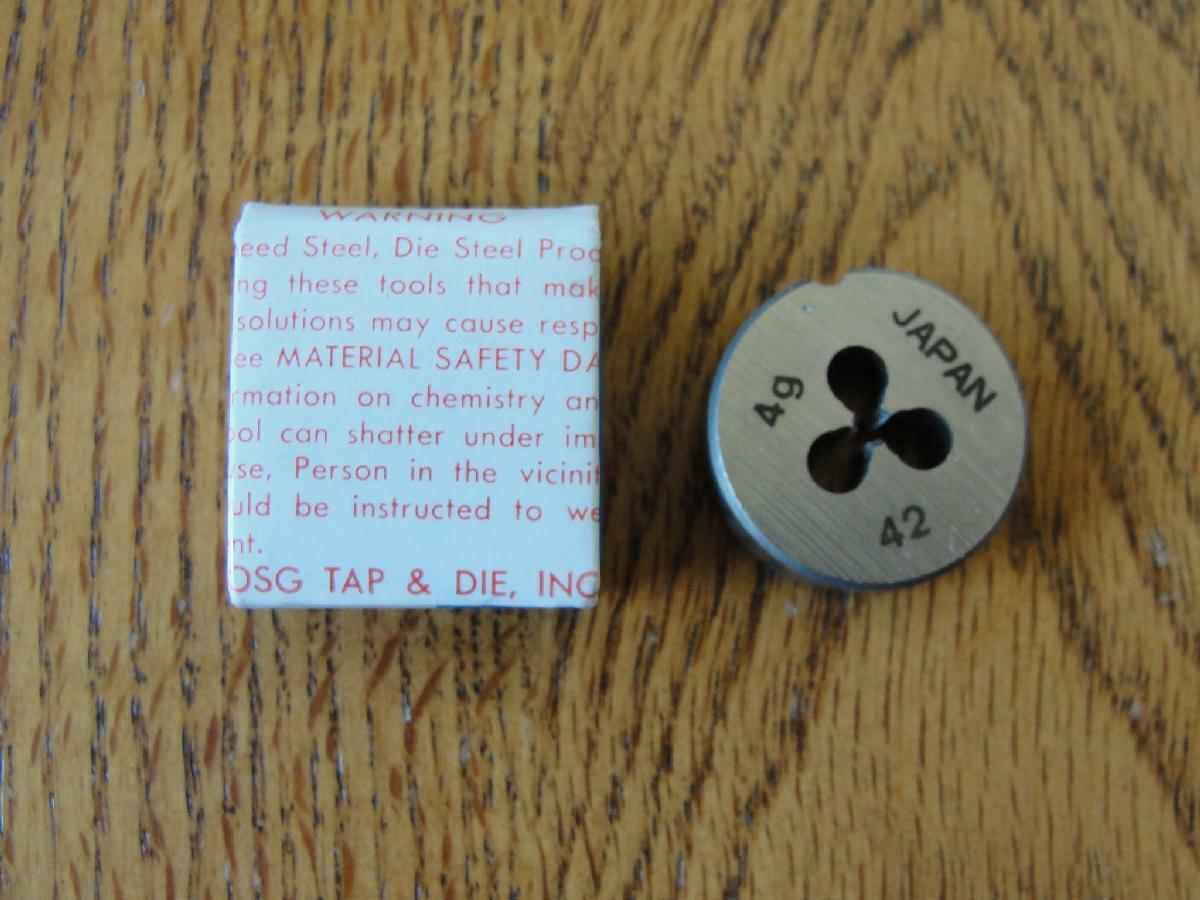 WARNING
eed Steel, Die Steel Proc
ng these tools that mak
solutions may cause resp
ee MATERIAL SAFETY DA
rmation on chemistry an
ool can shatter under im
use, Person in the vicinit
uld be instructed to we
nt.
OSG TAP & DIE, INC
JAPAN
4g
42